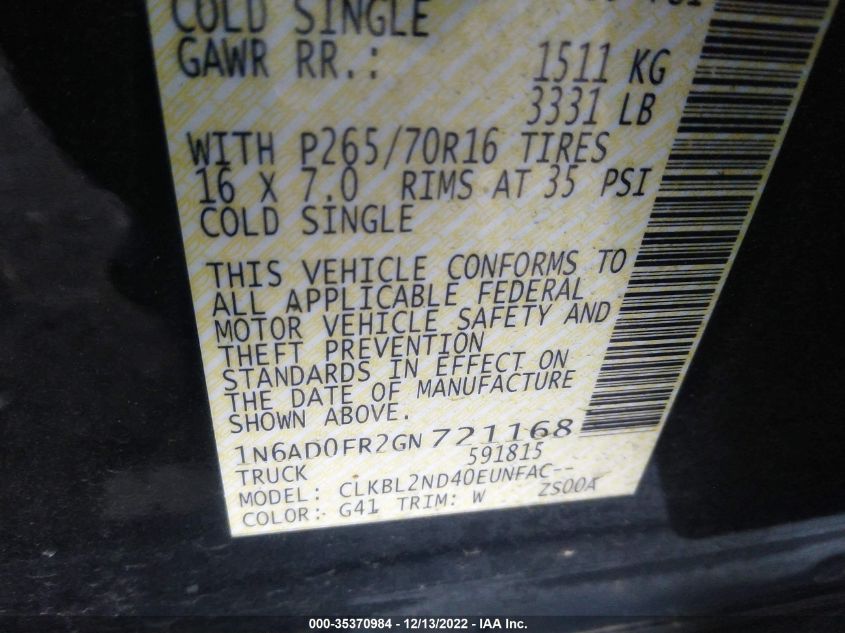 COLD SINGLE
GAWR RR.: 1511 KG
3331 LB
WITH P265/70R16 TIRES
16 X 7.0 RIMS AT 35 PSI
COLD SINGLE
THIS VEHICLE CONFORMS TO
ALL APPLICABLE FEDERAL
MOTOR VEHICLE SAFETY AND
THEFT PREVENTION
STANDARDS IN EFFECT ON
THE DATE OF MANUFACTURE
SHOWN ABOVE.
1N6AD0FR2GN721168
TRUCK 591815
MODEL: CLKBL2ND40EUNFAC--
COLOR: G41 TRIM: W ZS00A
000-35370984 - 12/13/2022 - IAA Inc.